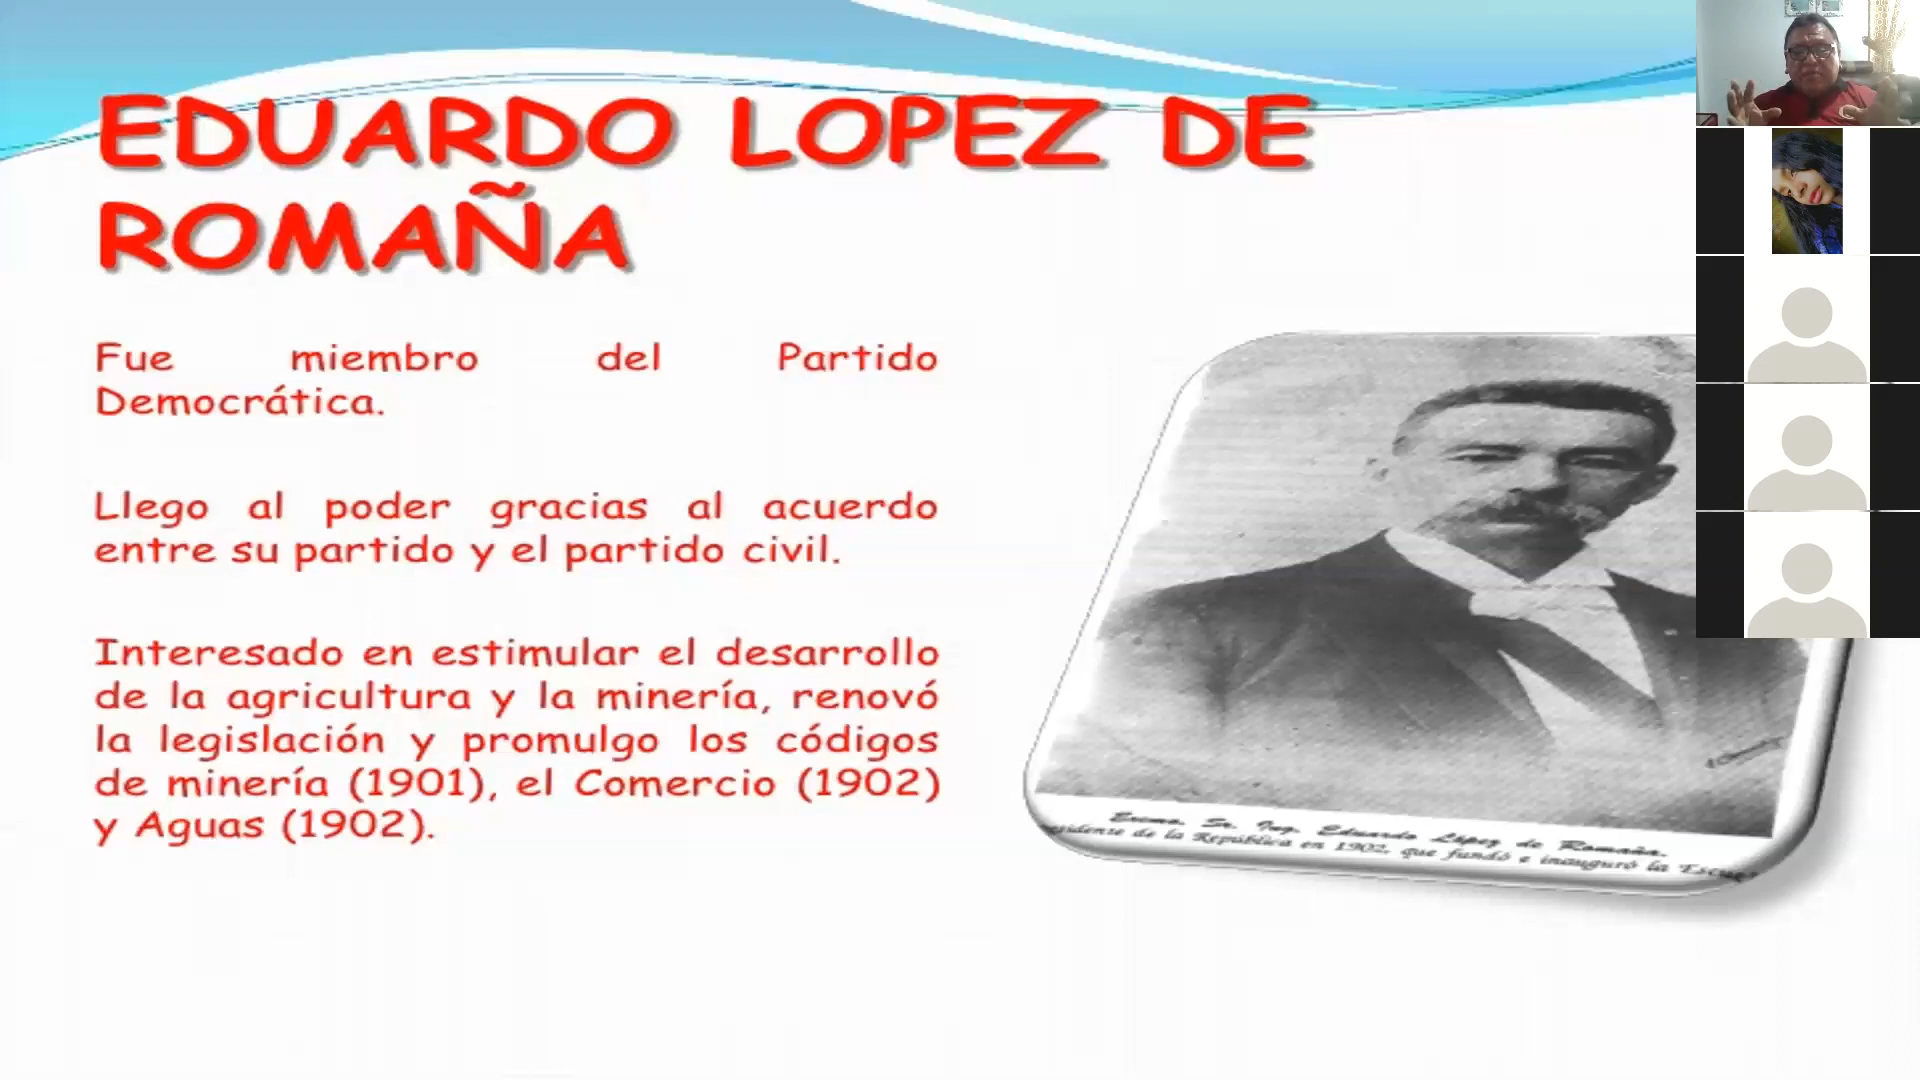 EDUARDO LOPEZ DE
ROMAÑA
Fue miembro del Partido
Democrática.
Llego al poder gracias al acuerdo
entre su partido y el partido civil.
Interesado en estimular el desarrollo
de la agricultura y la minería, renovó
la legislación y promulgo los códigos
de minería (1901), el Comercio (1902)
y Aguas (1902).
Excmo. Sr. Ing. Eduardo López de Romaña.
de la República en 1902, que fundó e inauguró la